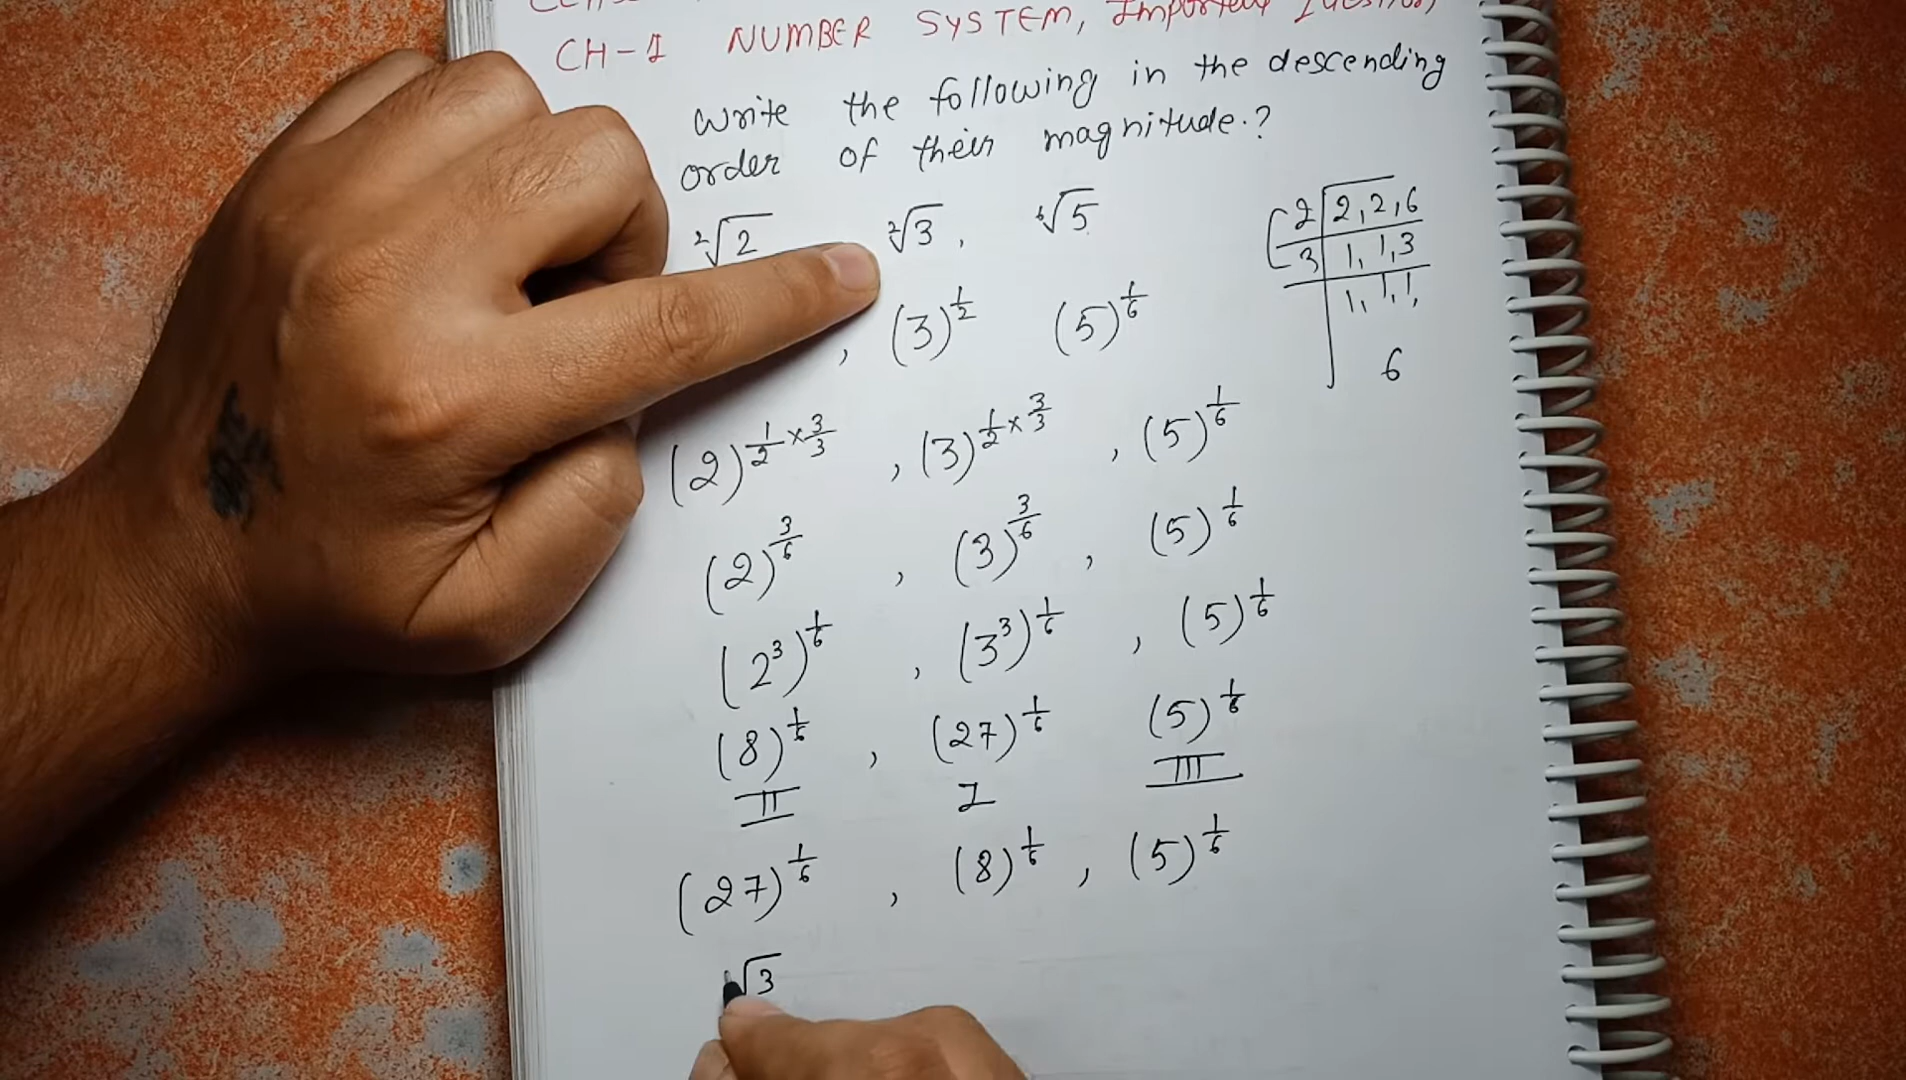 CH-1 NUMBER SYSTEM, Important Question
Write the following in the descending
order of their magnitude.?
²√2 ²√3, ⁶√5
, (3)^1/2 (5)^1/6
(2)^1/2×3/3 , (3)^1/2×3/3 , (5)^1/6
(2)^3/6 , (3)^3/6 , (5)^1/6
(2³)^1/6 , (3³)^1/6 , (5)^1/6
(8)^1/6 , (27)^1/6 (5)^1/6
II I III
(27)^1/6 , (8)^1/6 , (5)^1/6
√3
2 2,2,6
3 1,1,3
1,1,1,
6